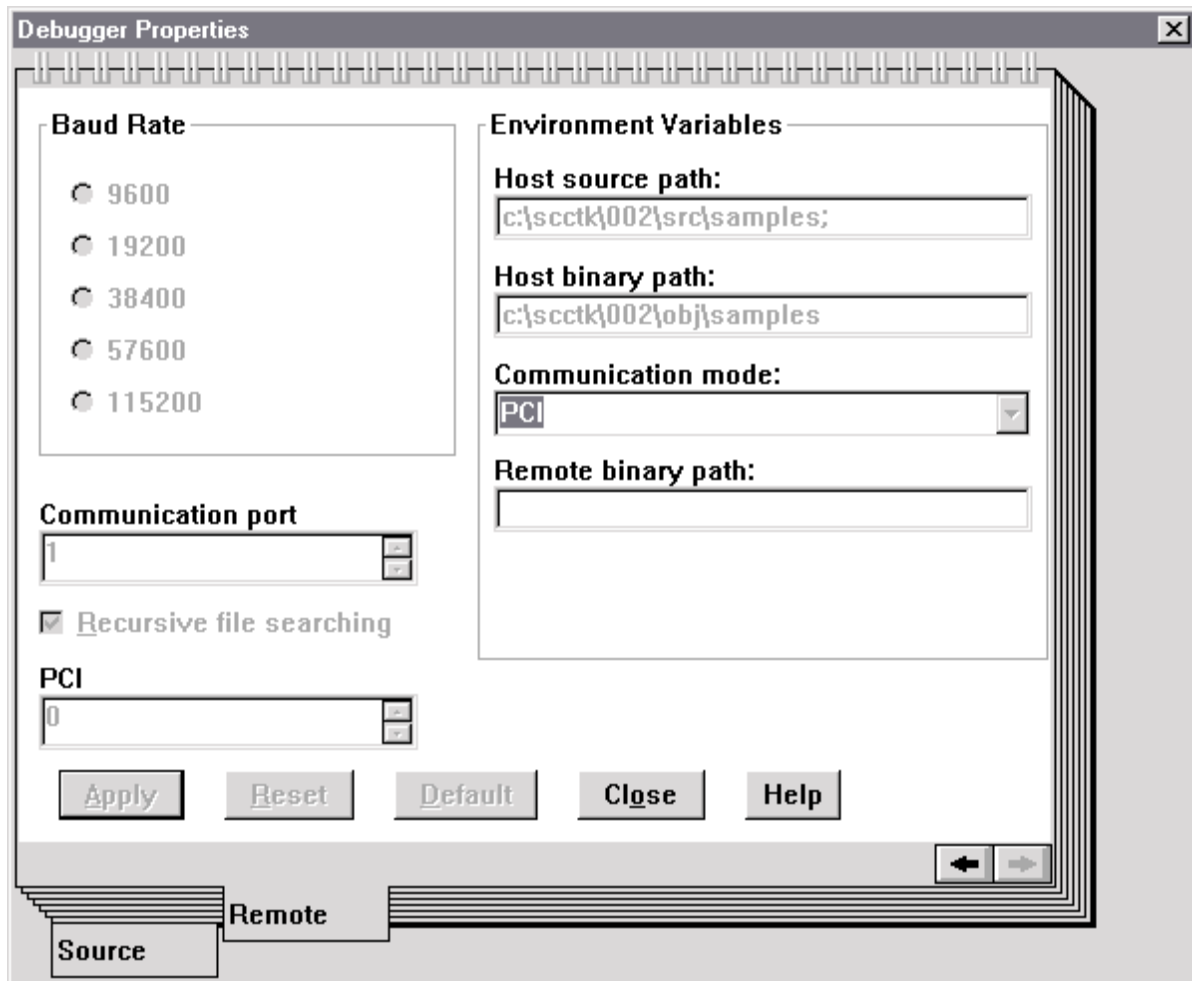 Debugger Properties
Baud Rate
9600
19200
38400
57600
115200
Communication port
1
Recursive file searching
PCI
0
Environment Variables
Host source path:
c:\scctk\002\src\samples;
Host binary path:
c:\scctk\002\obj\samples
Communication mode:
PCI
Remote binary path:
Apply
Reset
Default
Close
Help
Remote
Source